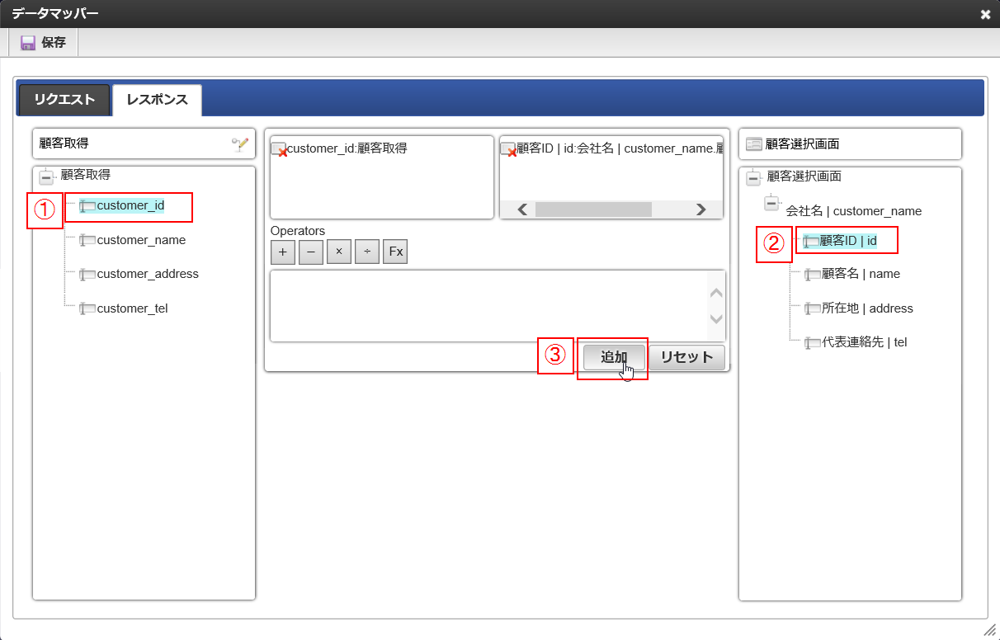 データマッパー
保存
リクエスト
レスポンス
顧客取得
顧客取得
① customer_id
customer_name
customer_address
customer_tel
customer_id:顧客取得
顧客ID | id:会社名 | customer_name.顧
Operators
+ − × ÷ Fx
③ 追加 リセット
顧客選択画面
顧客選択画面
会社名 | customer_name
② 顧客ID | id
顧客名 | name
所在地 | address
代表連絡先 | tel